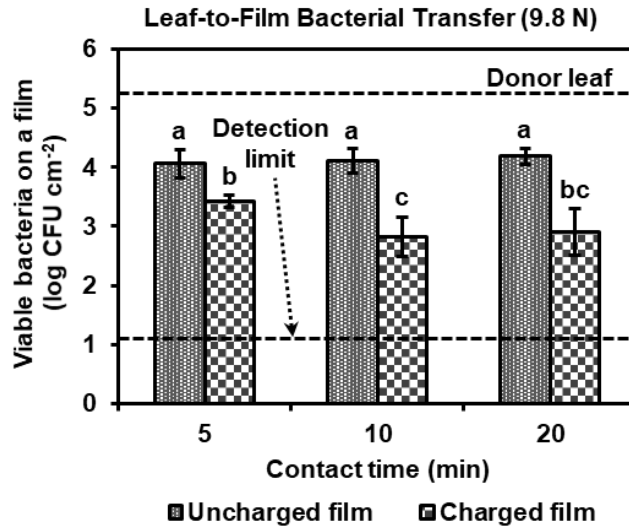 Leaf-to-Film Bacterial Transfer (9.8 N)
Viable bacteria on a film
(log CFU cm-2)
6
5
4
3
2
1
0
Donor leaf
Detection
limit
a
b
a
c
a
bc
5
10
20
Contact time (min)
Uncharged film
Charged film